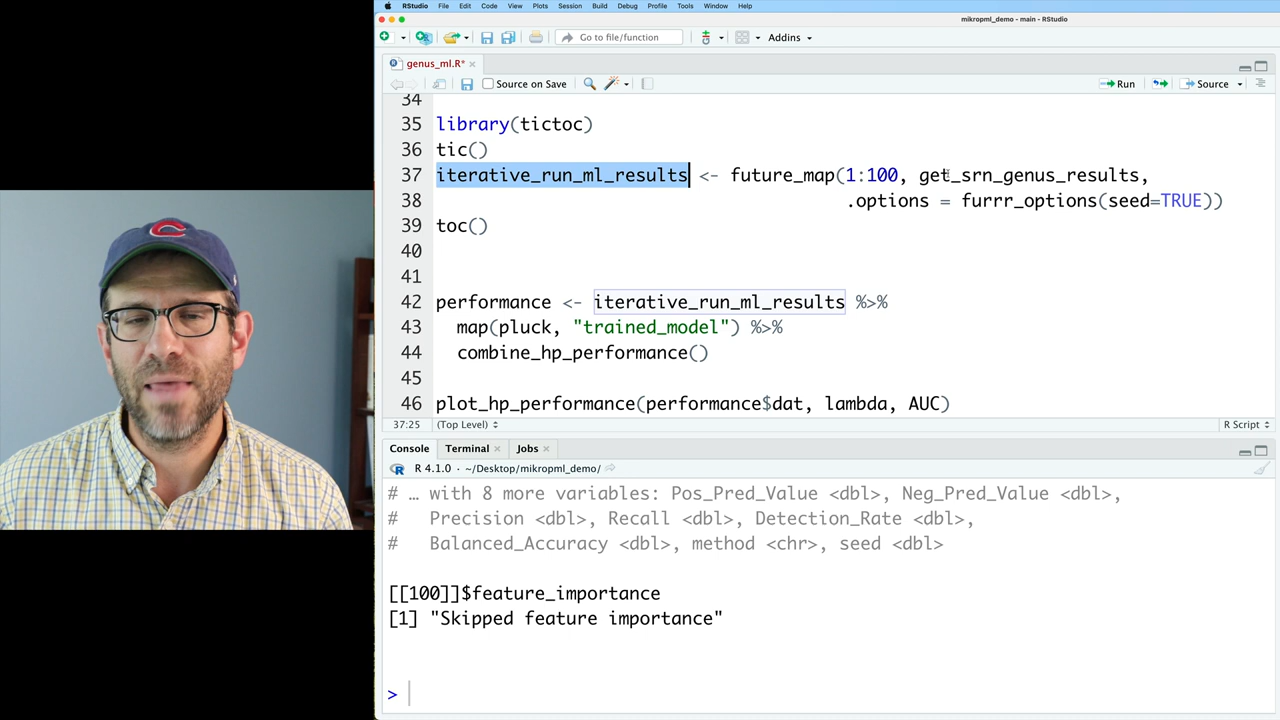 RStudio File Edit Code View Plots Session Build Debug Profile Tools Window Help
mikropml_demo - main - RStudio
Go to file/function Addins
genus_ml.R*
Source on Save Run Source
34
35 library(tictoc)
36 tic()
37 iterative_run_ml_results <- future_map(1:100, get_srn_genus_results,
38 .options = furrr_options(seed=TRUE))
39 toc()
40
41
42 performance <- iterative_run_ml_results %>%
43 map(pluck, "trained_model") %>%
44 combine_hp_performance()
45
46 plot_hp_performance(performance$dat, lambda, AUC)
37:25 (Top Level) R Script
Console Terminal Jobs
R 4.1.0 · ~/Desktop/mikropml_demo/
# … with 8 more variables: Pos_Pred_Value <dbl>, Neg_Pred_Value <dbl>,
# Precision <dbl>, Recall <dbl>, Detection_Rate <dbl>,
# Balanced_Accuracy <dbl>, method <chr>, seed <dbl>
[[100]]$feature_importance
[1] "Skipped feature importance"
>
C